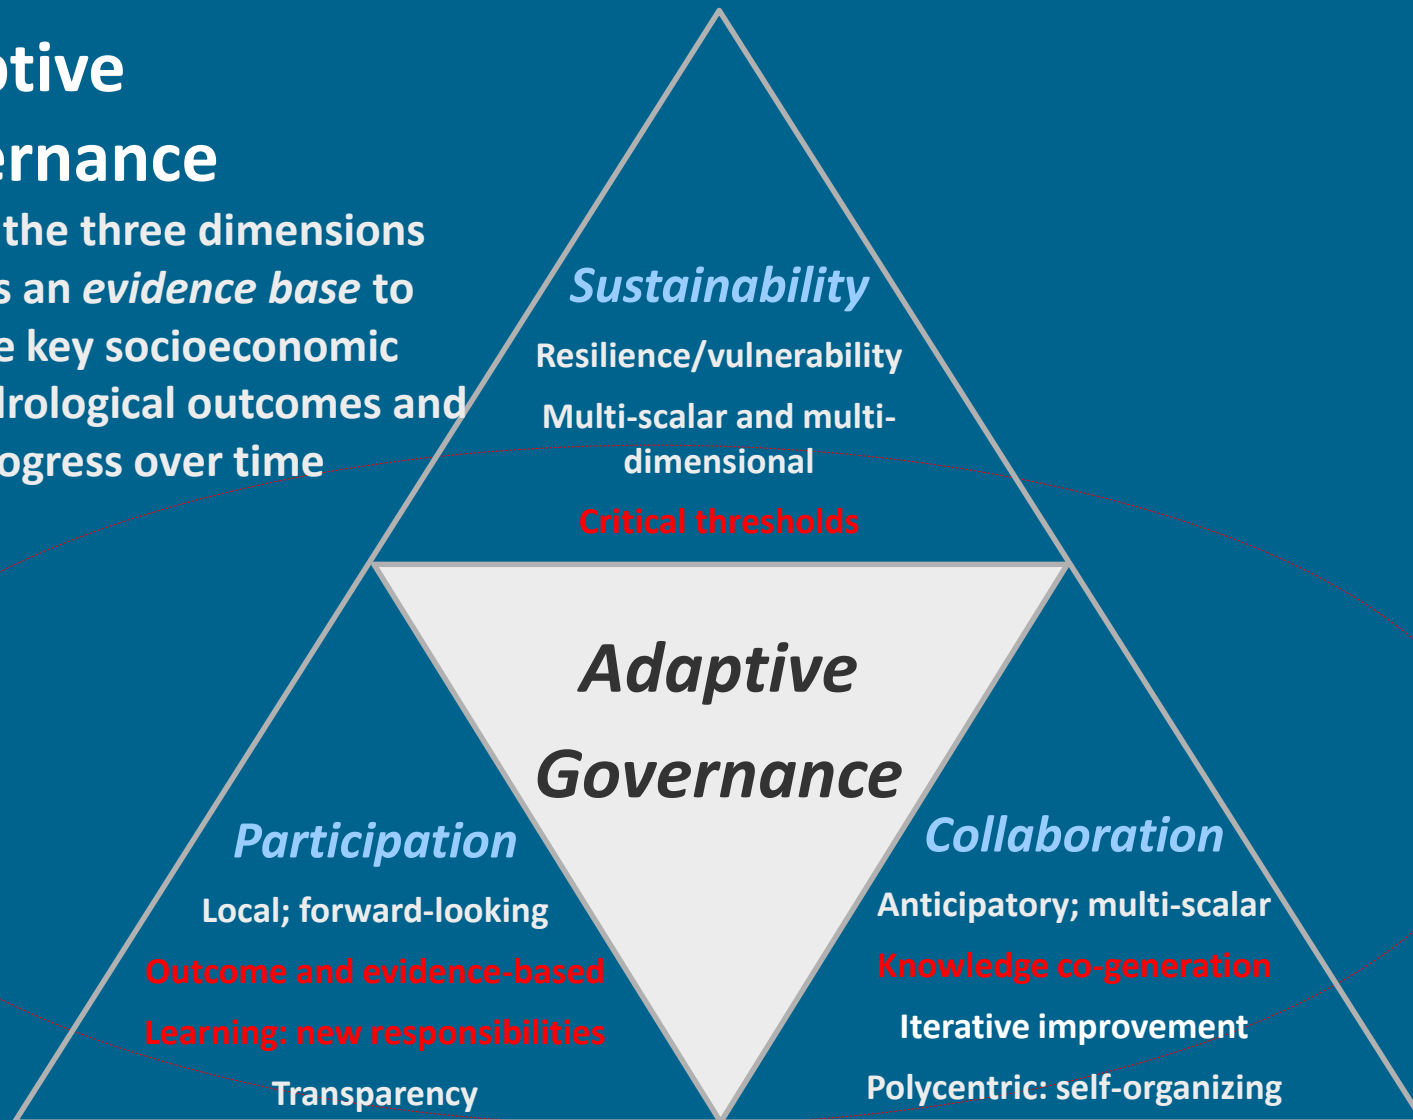 ptive
ernance
the three dimensions
s an evidence base to
e key socioeconomic
drological outcomes and
ogress over time
Sustainability
Resilience/vulnerability
Multi-scalar and multi-
dimensional
Critical thresholds
Adaptive
Governance
Participation
Local; forward-looking
Outcome and evidence-based
Learning: new responsibilities
Transparency
Collaboration
Anticipatory; multi-scalar
Knowledge co-generation
Iterative improvement
Polycentric: self-organizing